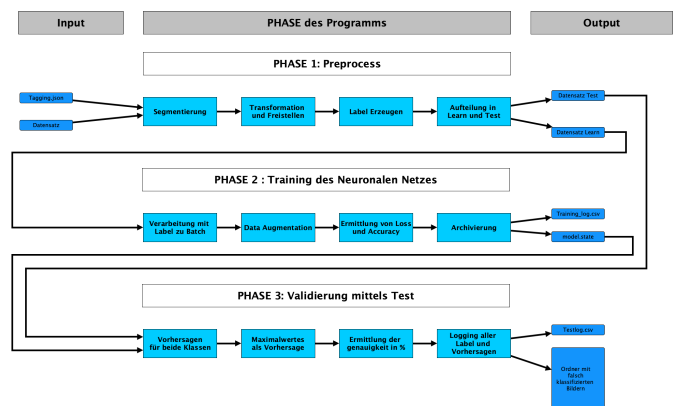 Input
PHASE des Programms
Output
PHASE 1: Preprocess
Tagging.json
Datensatz
Segmentierung
Transformation
und Freistellen
Label Erzeugen
Aufteilung in
Learn und Test
Datensatz Test
Datensatz Learn
PHASE 2 : Training des Neuronalen Netzes
Verarbeitung mit
Label zu Batch
Data Augmentation
Ermittlung von Loss
und Accuracy
Archivierung
Training_log.csv
model.state
PHASE 3: Validierung mittels Test
Vorhersagen
für beide Klassen
Maximalwertes
als Vorhersage
Ermittlung der
genauigkeit in %
Logging aller
Label und
Vorhersagen
Testlog.csv
Ordner mit
falsch
klassifizierten
Bildern